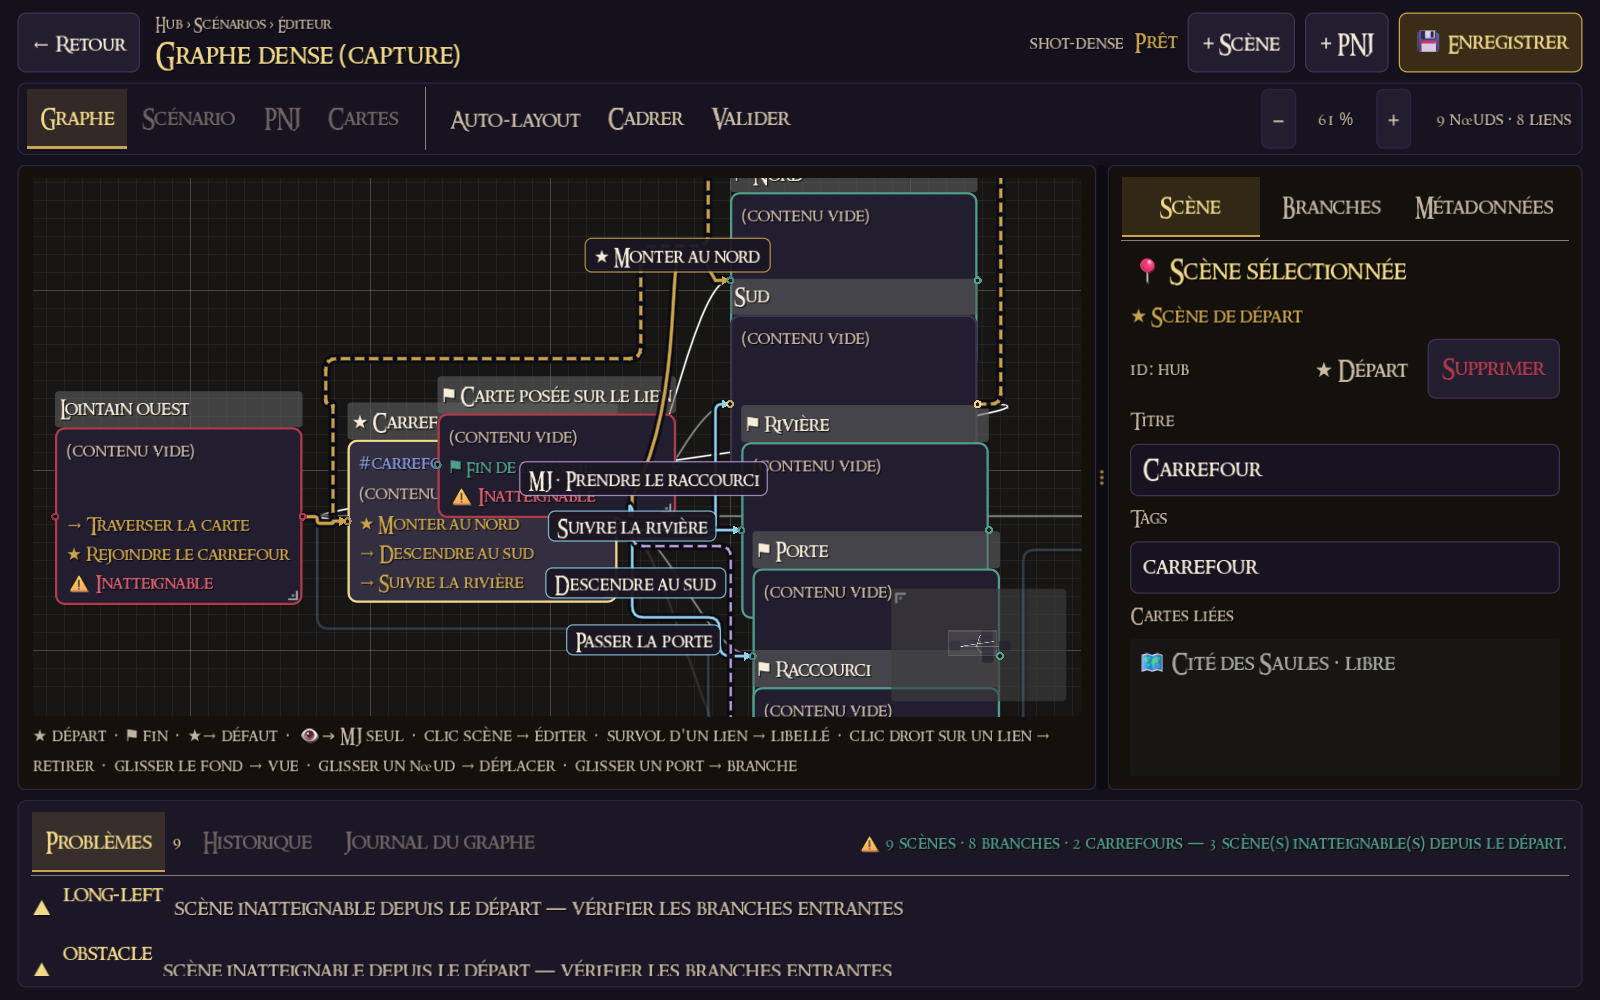 ← Retour
Hub › Scénarios › Éditeur
Graphe dense (capture)
shot-dense Prêt
+ Scène
+ PNJ
Enregistrer
Graphe Scénario PNJ Cartes
Auto-layout Cadrer Valider
− 61 % +
9 nœuds · 8 liens
Nord
(contenu vide)
★ Monter au nord
Sud
(contenu vide)
Lointain ouest
(contenu vide)
→ Traverser la carte
★ Rejoindre le carrefour
⚠ Inatteignable
★ Carref
#carrefo
(contenu
★ Monter au nord
→ Descendre au sud
→ Suivre la rivière
⚑ Carte posée sur le lien
(contenu vide)
⚑ Fin de
⚠ Inatteignable
MJ · Prendre le raccourci
Suivre la rivière
Descendre au sud
Passer la porte
⚑ Rivière
(contenu vide)
⚑ Porte
(contenu vide)
⚑ Raccourci
(contenu vide)
★ départ · ⚑ fin · ★→ défaut · 👁→ MJ seul · clic scène → éditer · survol d'un lien → libellé · clic droit sur un lien →
retirer · glisser le fond → vue · glisser un nœud → déplacer · glisser un port → branche
Scène Branches Métadonnées
📍 Scène sélectionnée
★ Scène de départ
id: hub
★ Départ
Supprimer
Titre
Carrefour
Tags
carrefour
Cartes liées
🗺 Cité des Saules · libre
Problèmes 9 Historique Journal du graphe
⚠ 9 scènes · 8 branches · 2 carrefours — 3 scène(s) inatteignable(s) depuis le départ.
▲ long-left scène inatteignable depuis le départ — vérifier les branches entrantes
▲ obstacle scène inatteignable depuis le départ — vérifier les branches entrantes